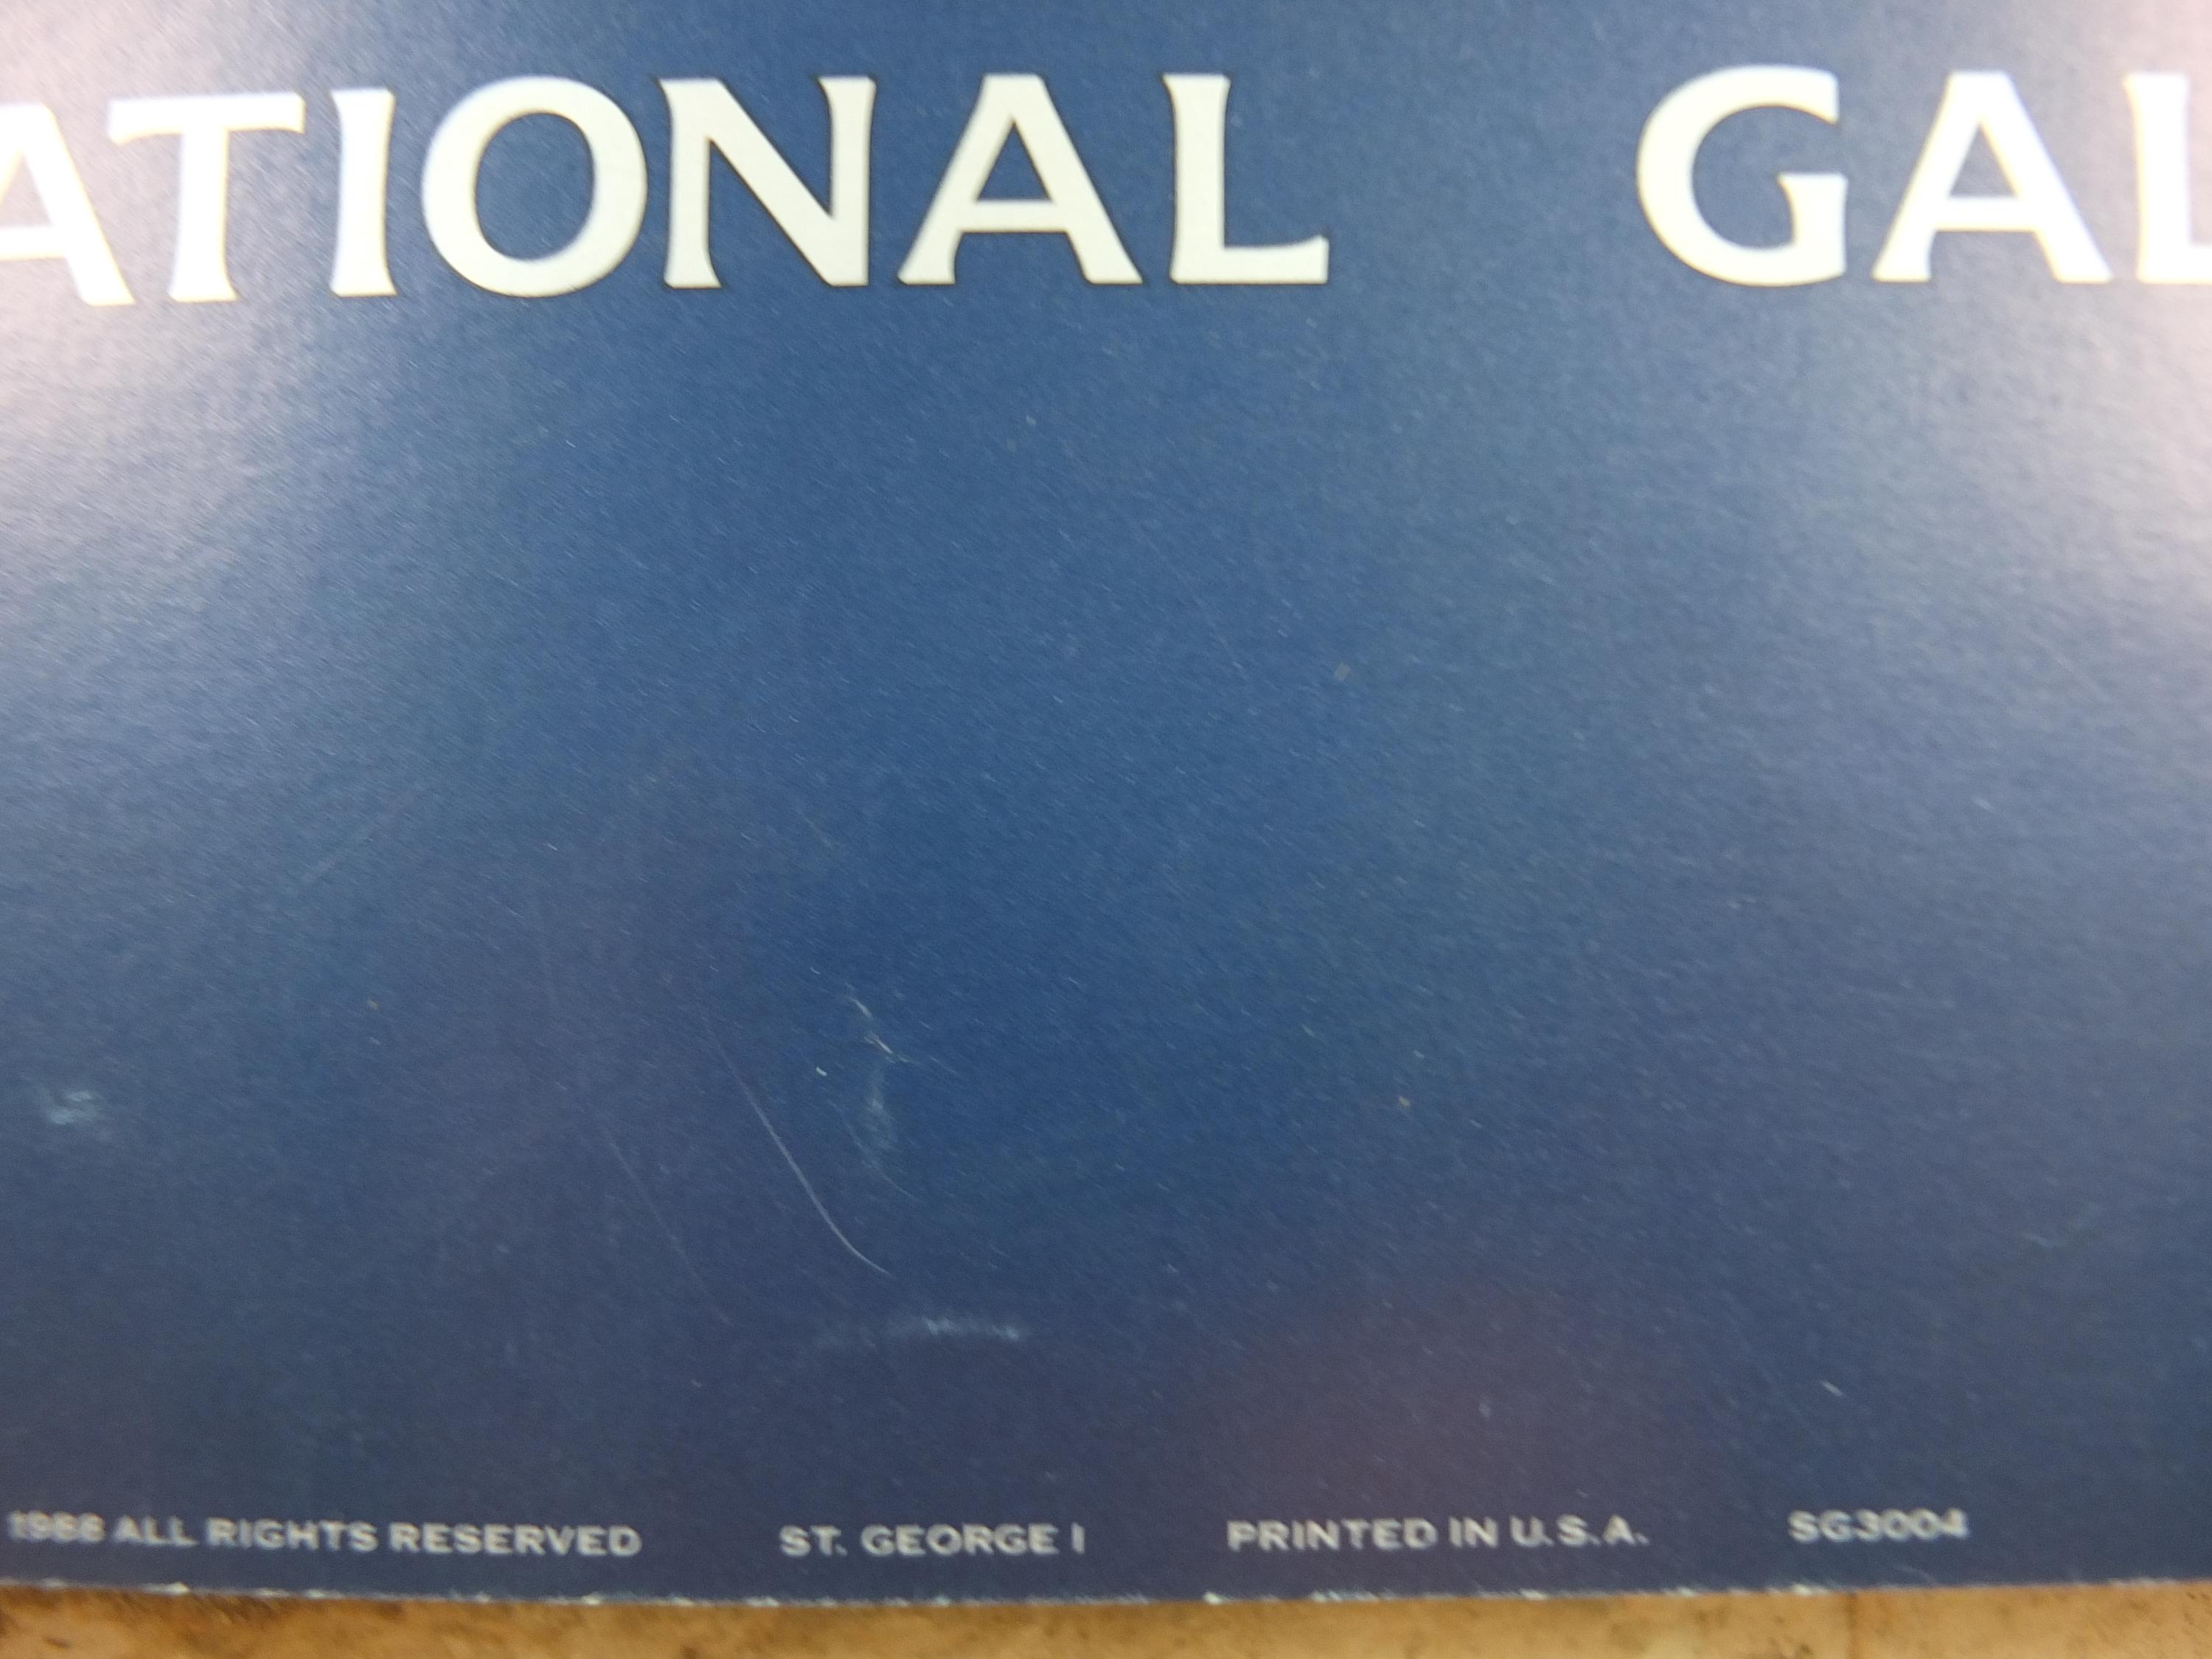 ATIONAL GAL
1988 ALL RIGHTS RESERVED ST. GEORGE I PRINTED IN U.S.A. SG3004